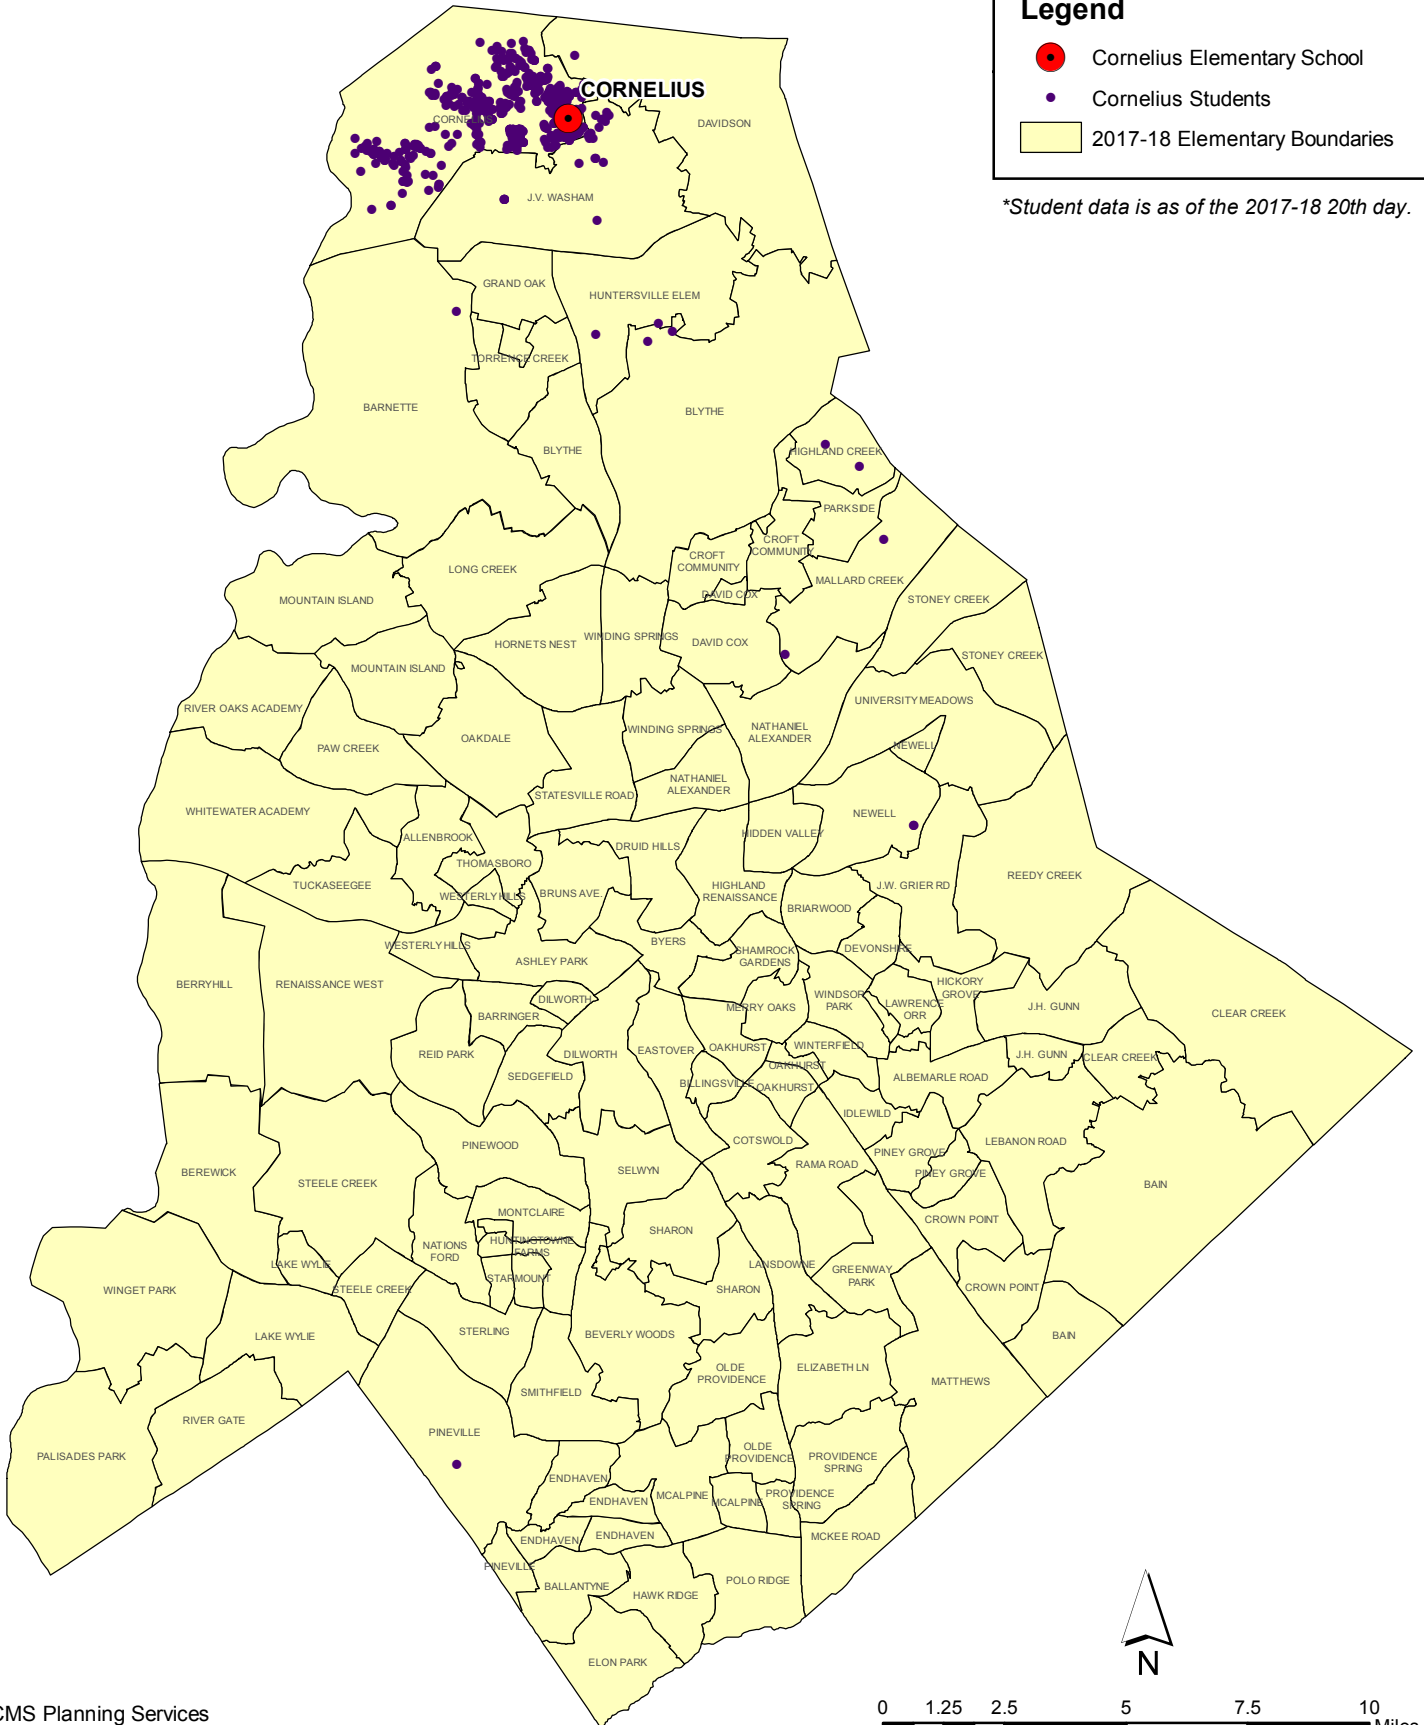 Legend
Cornelius Elementary School
Cornelius Students
2017-18 Elementary Boundaries
*Student data is as of the 2017-18 20th day.
CORNELIUS
CORNELIUS
DAVIDSON
J.V. WASHAM
GRAND OAK
HUNTERSVILLE ELEM
TORRENCE CREEK
BARNETTE
BLYTHE
BLYTHE
HIGHLAND CREEK
PARKSIDE
CROFT
COMMUNITY
CROFT
COMMUNITY
LONG CREEK
MALLARD CREEK
DAVID COX
STONEY CREEK
MOUNTAIN ISLAND
HORNETS NEST
WINDING SPRINGS
DAVID COX
STONEY CREEK
MOUNTAIN ISLAND
RIVER OAKS ACADEMY
UNIVERSITY MEADOWS
OAKDALE
PAW CREEK
WINDING SPRINGS
NATHANIEL
ALEXANDER
NEWELL
NATHANIEL
ALEXANDER
STATESVILLE ROAD
WHITEWATER ACADEMY
NEWELL
ALLENBROOK
HIDDEN VALLEY
DRUID HILLS
THOMASBORO
TUCKASEEGEE
WESTERLY HILLS
BRUNS AVE.
HIGHLAND
RENAISSANCE
J.W. GRIER RD
REEDY CREEK
BRIARWOOD
WESTERLY HILLS
BYERS
DEVONSHIRE
SHAMROCK
GARDENS
ASHLEY PARK
BERRYHILL
RENAISSANCE WEST
HICKORY
GROVE
DILWORTH
WINDSOR
PARK
LAWRENCE
ORR
MERRY OAKS
J.H. GUNN
CLEAR CREEK
BARRINGER
REID PARK
DILWORTH
EASTOVER
OAKHURST
WINTERFIELD
J.H. GUNN
CLEAR CREEK
OAKHURST
SEDGEFIELD
BILLINGSVILLE
OAKHURST
ALBEMARLE ROAD
IDLEWILD
PINEWOOD
COTSWOLD
LEBANON ROAD
PINEY GROVE
RAMA ROAD
SELWYN
PINEY GROVE
BEREWICK
STEELE CREEK
BAIN
MONTCLAIRE
CROWN POINT
SHARON
NATIONS
FORD
HUNTINGTOWNE
FARMS
LAKE WYLIE
LANSDOWNE
GREENWAY
PARK
STARMOUNT
WINGET PARK
STEELE CREEK
SHARON
CROWN POINT
STERLING
BEVERLY WOODS
LAKE WYLIE
BAIN
OLDE
PROVIDENCE
ELIZABETH LN
MATTHEWS
SMITHFIELD
RIVER GATE
PINEVILLE
PALISADES PARK
OLDE
PROVIDENCE
PROVIDENCE
SPRING
ENDHAVEN
ENDHAVEN
MCALPINE
MCALPINE
PROVIDENCE
SPRING
ENDHAVEN
ENDHAVEN
MCKEE ROAD
PINEVILLE
BALLANTYNE
HAWK RIDGE
POLO RIDGE
ELON PARK
N
CMS Planning Services
0 1.25 2.5 5 7.5 10
Miles